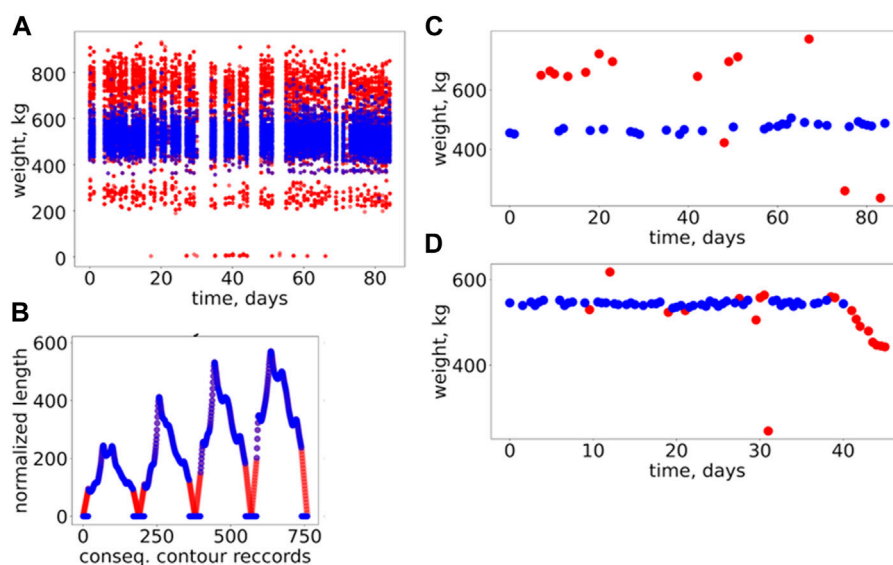 A
weight, kg
800
600
400
200
0
0 20 40 60 80
time, days
B
normalized length
600
400
200
0
0 250 500 750
conseq. contour reccords
C
weight, kg
600
400
0 20 40 60 80
time, days
D
weight, kg
600
400
0 10 20 30 40
time, days